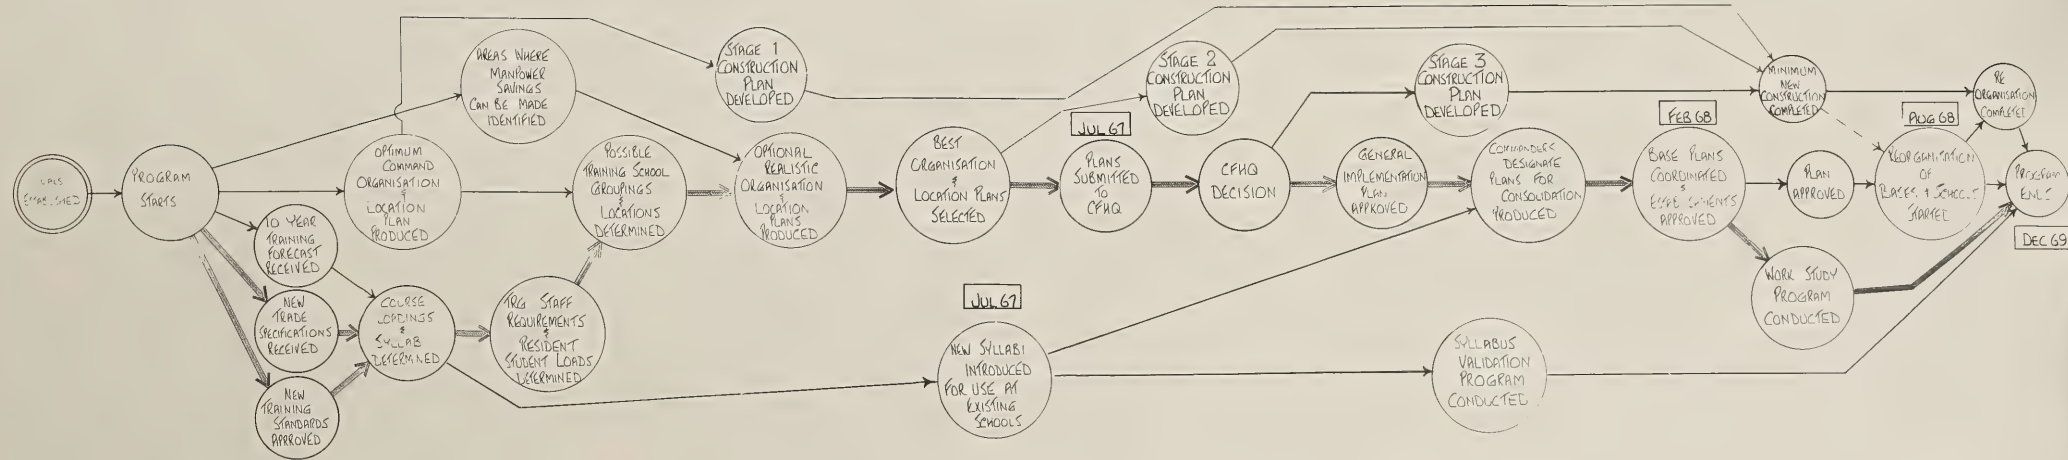 PROGRAM
STARTS
AREAS WHERE
MANPOWER
SAVINGS
CAN BE MADE
IDENTIFIED
OPTIMUM
COMMAND
ORGANISATION
&
LOCATION
PLAN
PRODUCED
10 YEAR
TRAINING
FORECAST
RECEIVED
NEW
TRADE
SPECIFICATIONS
RECEIVED
NEW
TRAINING
STANDARDS
APPROVED
COURSE
LOADINGS
&
SYLLABI
DETERMINED
POSSIBLE
TRAINING SCHOOL
GROUPINGS
&
LOCATIONS
DETERMINED
TRG STAFF
REQUIREMENTS
&
RESIDENT
STUDENT LOADS
DETERMINED
STAGE 1
CONSTRUCTION
PLAN
DEVELOPED
OPTIONAL
REALISTIC
ORGANISATION
&
LOCATION
PLANS
PRODUCED
BEST
ORGANISATION
&
LOCATION PLANS
SELECTED
JUL 67
NEW SYLLABI
INTRODUCED
FOR USE AT
EXISTING
SCHOOLS
JUL 67
PLANS
SUBMITTED
TO
CFHQ
STAGE 2
CONSTRUCTION
PLAN
DEVELOPED
CFHQ
DECISION
GENERAL
IMPLEMENTATION
PLAN
APPROVED
STAGE 3
CONSTRUCTION
PLAN
DEVELOPED
COMMANDERS
DESIGNATE
PLANS FOR
CONSOLIDATION
PRODUCED
SYLLABUS
VALIDATION
PROGRAM
CONDUCTED
FEB 68
BASE PLANS
COORDINATED
&
APPROVED
WORK STUDY
PROGRAM
CONDUCTED
MINIMUM
NEW
CONSTRUCTION
COMPLETED
PLAN
APPROVED
AUG 68
REORGANISATION
OF
BASES & SCHOOLS
STARTED
RE
ORGANISATION
COMPLETED
PROGRAM
ENDS
DEC 69